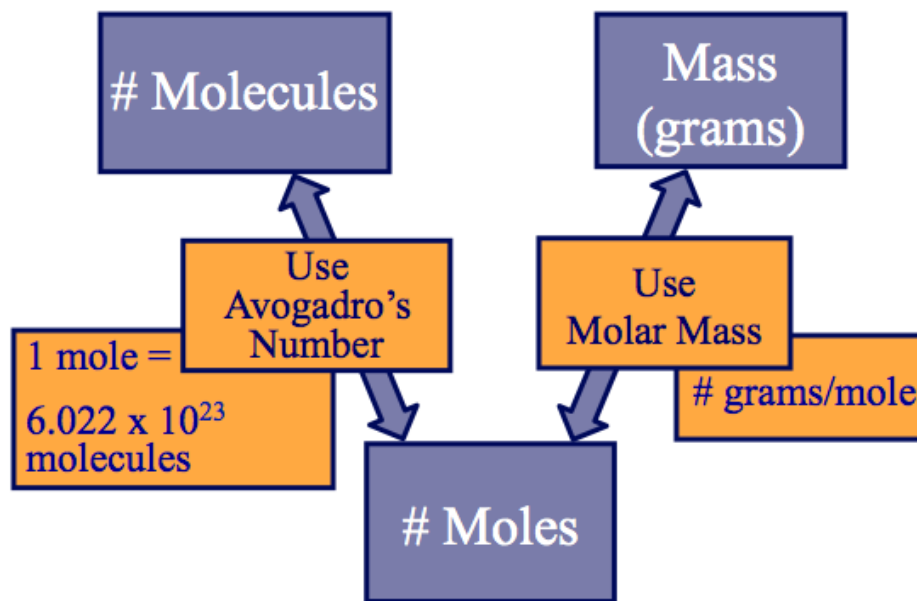 # Molecules
Mass
(grams)
Use
Avogadro’s
Number
Use
Molar Mass
1 mole =
6.022 x 10²³
molecules
# grams/mole
# Moles